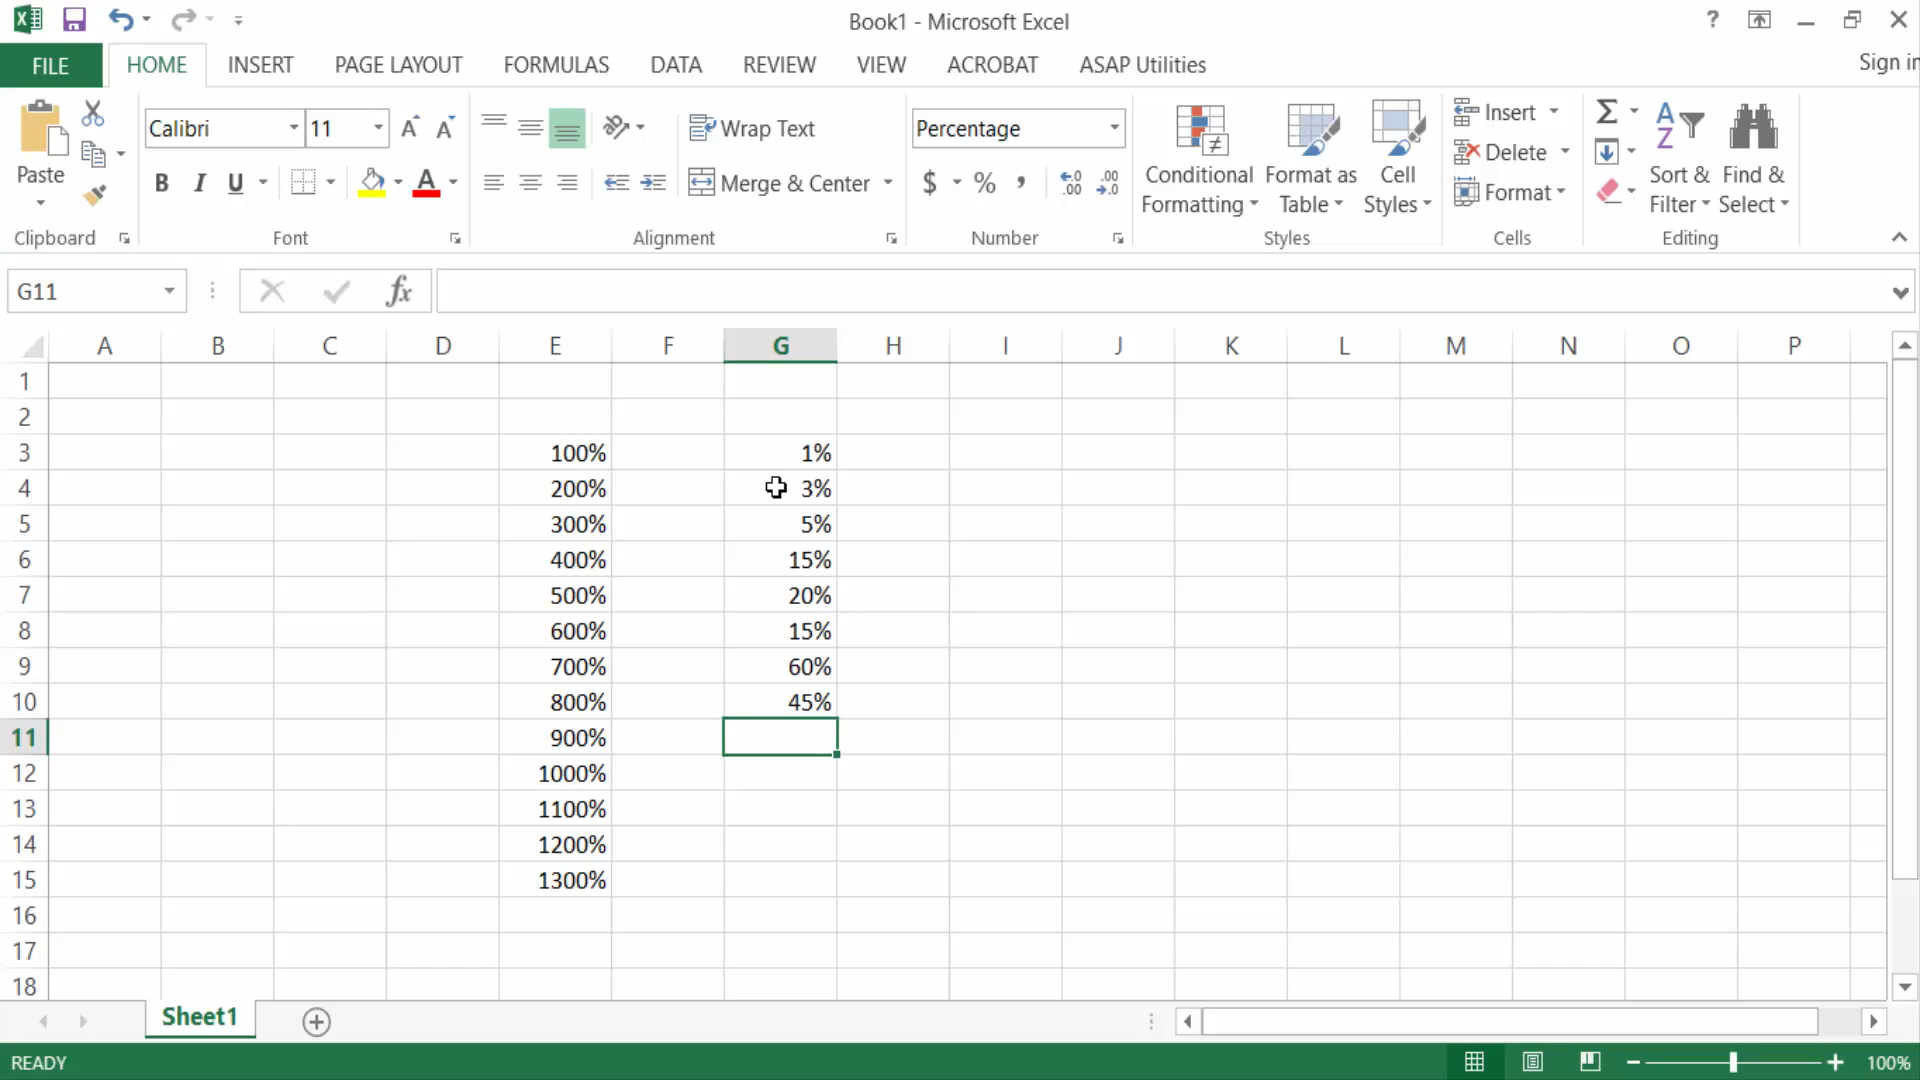 Book1 - Microsoft Excel
?
FILE HOME INSERT PAGE LAYOUT FORMULAS DATA REVIEW VIEW ACROBAT ASAP Utilities Sign in
Paste
Clipboard
Calibri 11
B I U A
Font
Wrap Text
Merge & Center
Alignment
Percentage
$ % ,
Number
Conditional Formatting
Format as Table
Cell Styles
Styles
Insert
Delete
Format
Cells
Σ
Sort & Filter
Find & Select
Editing
G11 fx
A B C D E F G H I J K L M N O P
1
2
3 100% 1%
4 200% 3%
5 300% 5%
6 400% 15%
7 500% 20%
8 600% 15%
9 700% 60%
10 800% 45%
11 900%
12 1000%
13 1100%
14 1200%
15 1300%
16
17
18
Sheet1
READY 100%